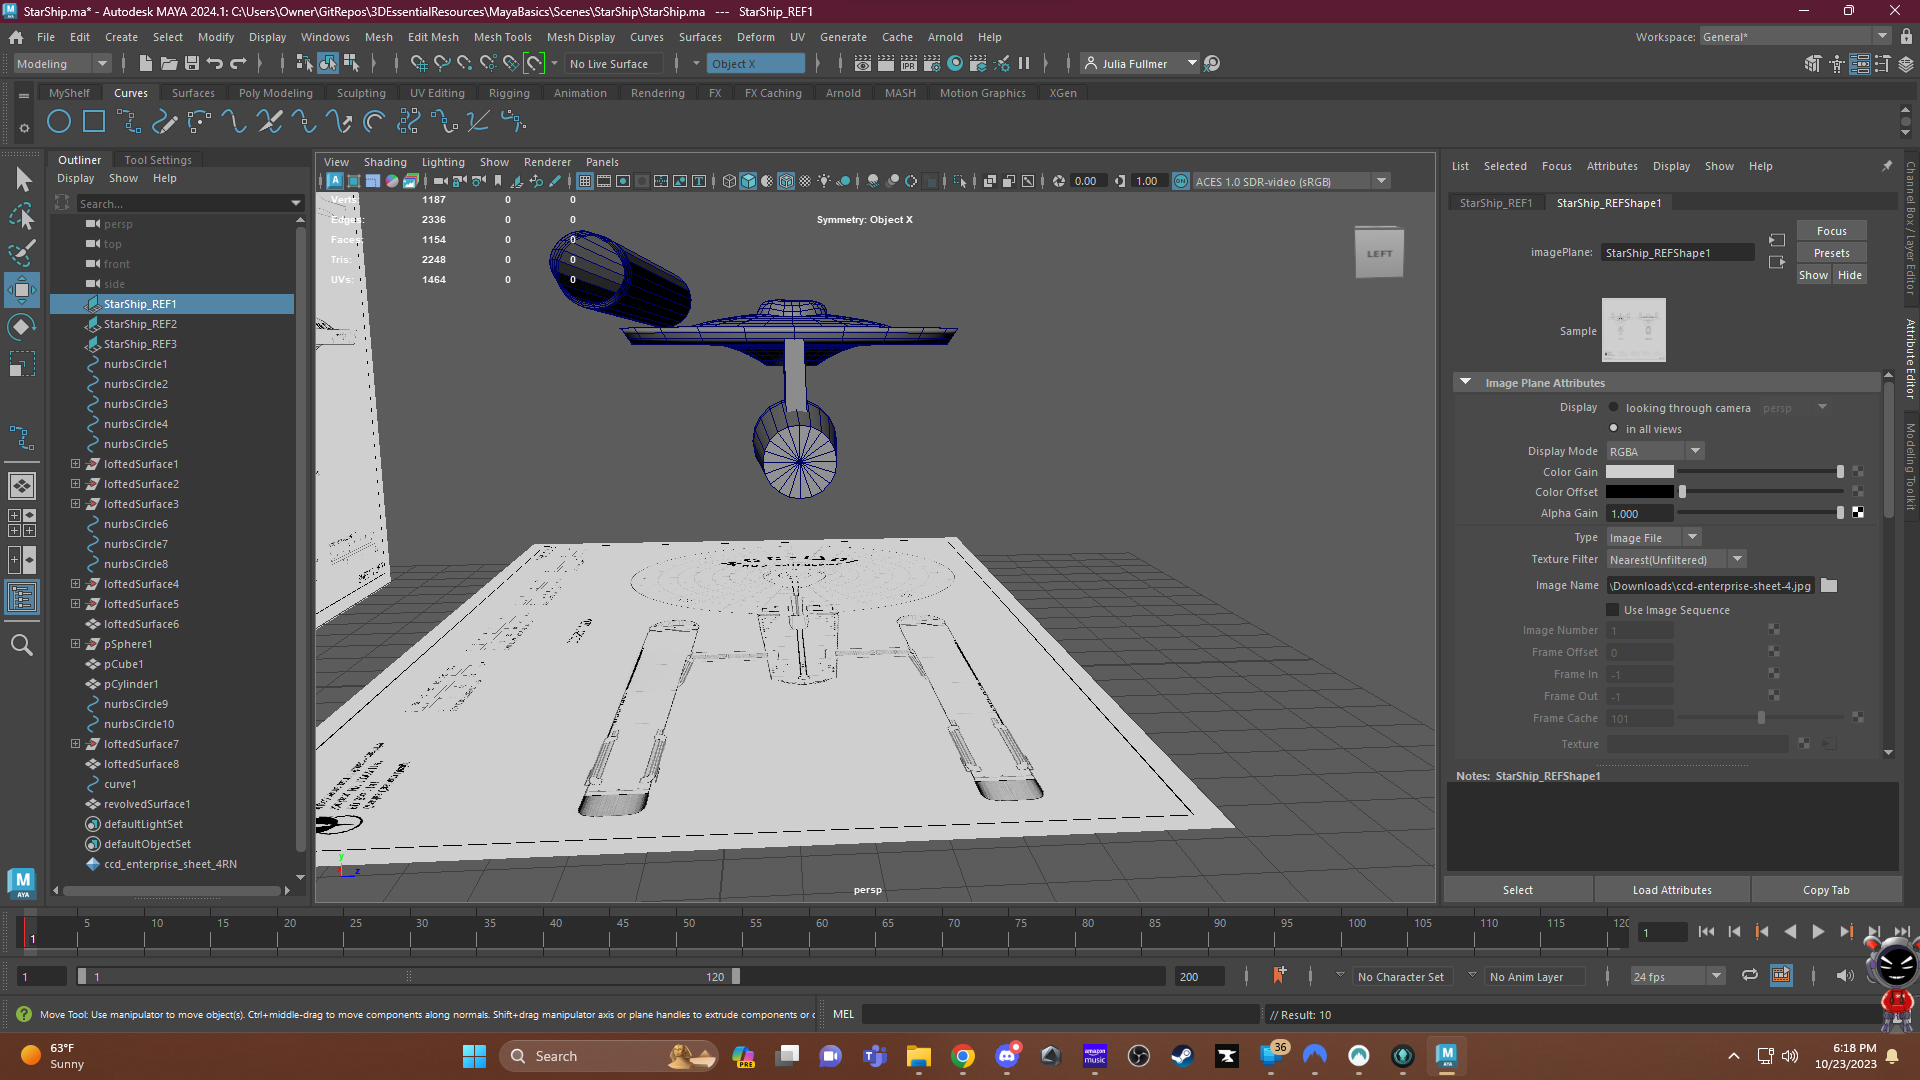 StarShip.ma* - Autodesk MAYA 2024.1: C:\Users\Owner\GitRepos\3DEssentialResources\MayaBasics\Scenes\StarShip\StarShip.ma   ---   StarShip_REF1
File Edit Create Select Modify Display Windows Mesh Edit Mesh Mesh Tools Mesh Display Curves Surfaces Deform UV Generate Cache Arnold Help
Workspace: General*
Modeling
No Live Surface
Object X
IPR
Julia Fullmer
MyShelf Curves Surfaces Poly Modeling Sculpting UV Editing Rigging Animation Rendering FX FX Caching Arnold MASH Motion Graphics XGen
Outliner Tool Settings
Display Show Help
Search...
persp
top
front
side
StarShip_REF1
StarShip_REF2
StarShip_REF3
nurbsCircle1
nurbsCircle2
nurbsCircle3
nurbsCircle4
nurbsCircle5
loftedSurface1
loftedSurface2
loftedSurface3
nurbsCircle6
nurbsCircle7
nurbsCircle8
loftedSurface4
loftedSurface5
loftedSurface6
pSphere1
pCube1
pCylinder1
nurbsCircle9
nurbsCircle10
loftedSurface7
loftedSurface8
curve1
revolvedSurface1
defaultLightSet
defaultObjectSet
ccd_enterprise_sheet_4RN
View Shading Lighting Show Renderer Panels
0.00
1.00
ON
ACES 1.0 SDR-video (sRGB)
Verts: 1187 0 0
Edges: 2336 0 0
Faces: 1154 0 0
Tris: 2248 0 0
UVs: 1464 0 0
Symmetry: Object X
LEFT
y
z
persp
List Selected Focus Attributes Display Show Help
StarShip_REF1 StarShip_REFShape1
imagePlane: StarShip_REFShape1
Focus
Presets
Show Hide
Sample
Image Plane Attributes
Display looking through camera persp
in all views
Display Mode RGBA
Color Gain
Color Offset
Alpha Gain 1.000
Type Image File
Texture Filter Nearest(Unfiltered)
Image Name \Downloads\ccd-enterprise-sheet-4.jpg
Use Image Sequence
Image Number 1
Frame Offset 0
Frame In -1
Frame Out -1
Frame Cache 101
Texture
Notes: StarShip_REFShape1
Select Load Attributes Copy Tab
Channel Box / Layer Editor
Attribute Editor
Modeling Toolkit
M
AYA
1 5 10 15 20 25 30 35 40 45 50 55 60 65 70 75 80 85 90 95 100 105 110 115 120
1
1 1 120 200
No Character Set
No Anim Layer
24 fps
Move Tool: Use manipulator to move object(s). Ctrl+middle-drag to move components along normals. Shift+drag manipulator axis or plane handles to extrude components or
MEL
// Result: 10
63°F
Sunny
Search
PRE
amazon music
36
M
AYA
6:18 PM
10/23/2023